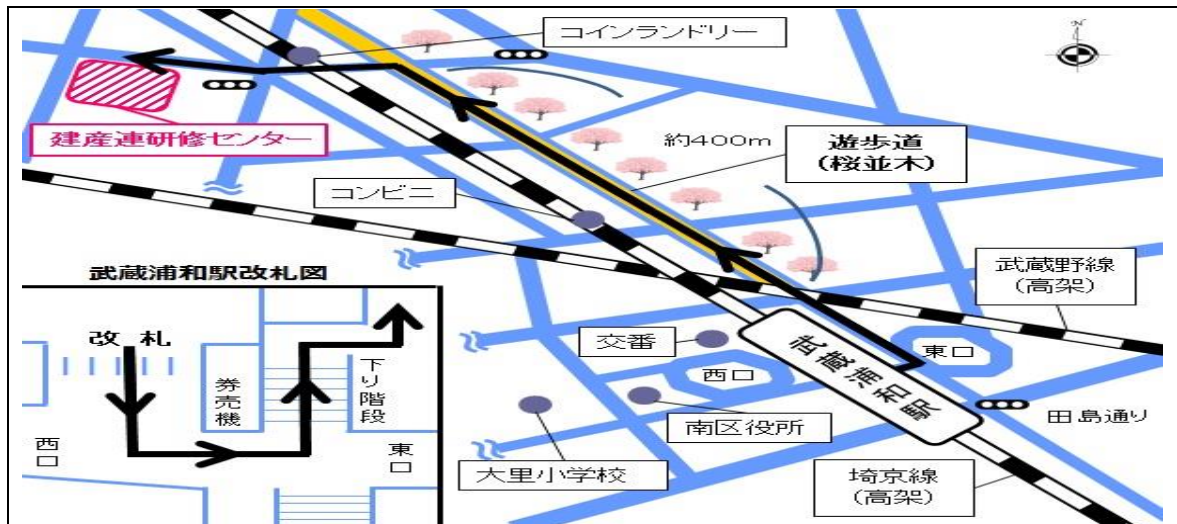 コインランドリー
N
建産連研修センター
約400m
遊歩道
(桜並木)
コンビニ
武蔵野線
(高架)
武蔵浦和駅改札図
改 札
券売機
下り階段
西口
東口
交番
西口
武蔵浦和駅
東口
南区役所
田島通り
大里小学校
埼京線
(高架)